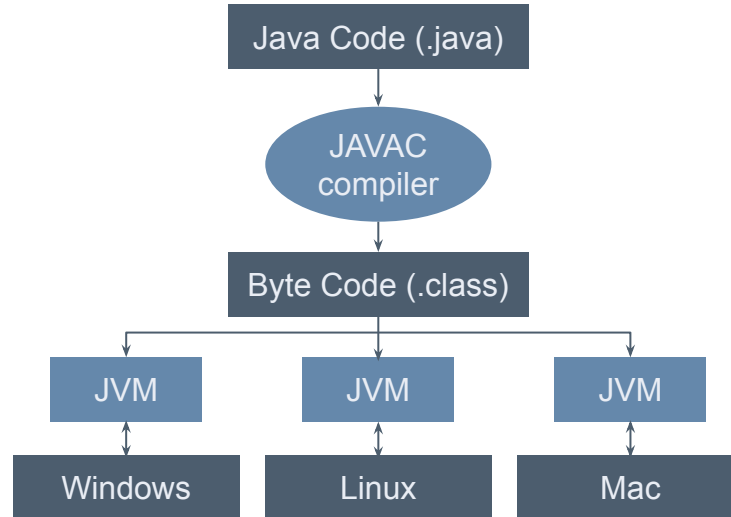 Java Code (.java)
JAVAC
compiler
Byte Code (.class)
JVM
JVM
JVM
Windows
Linux
Mac